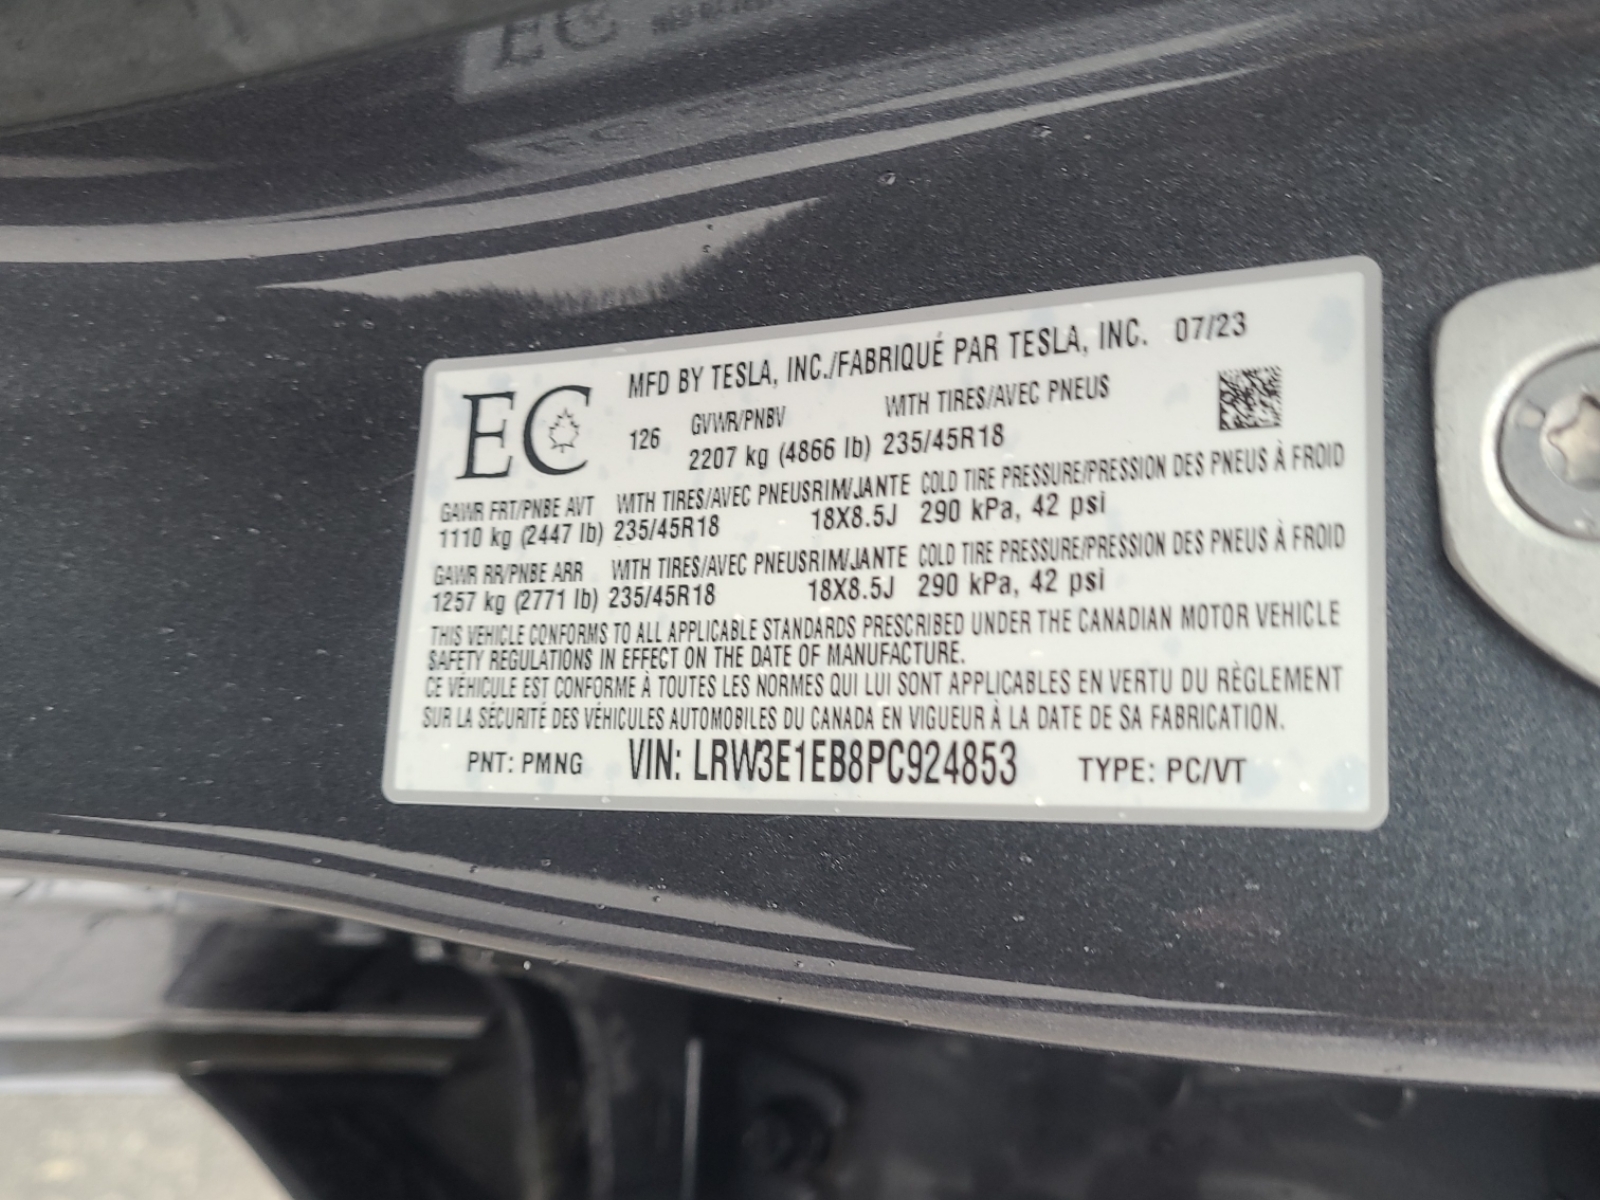 EC
MFD BY TESLA, INC./FABRIQUÉ PAR TESLA, INC. 07/23
126 GVWR/PNBV WITH TIRES/AVEC PNEUS
2207 kg (4866 lb) 235/45R18
GAWR FRT/PNBE AVT WITH TIRES/AVEC PNEUSRIM/JANTE COLD TIRE PRESSURE/PRESSION DES PNEUS À FROID
1110 kg (2447 lb) 235/45R18 18X8.5J 290 kPa, 42 psi
GAWR RR/PNBE ARR WITH TIRES/AVEC PNEUSRIM/JANTE COLD TIRE PRESSURE/PRESSION DES PNEUS À FROID
1257 kg (2771 lb) 235/45R18 18X8.5J 290 kPa, 42 psi
THIS VEHICLE CONFORMS TO ALL APPLICABLE STANDARDS PRESCRIBED UNDER THE CANADIAN MOTOR VEHICLE
SAFETY REGULATIONS IN EFFECT ON THE DATE OF MANUFACTURE.
CE VÉHICULE EST CONFORME À TOUTES LES NORMES QUI LUI SONT APPLICABLES EN VERTU DU RÈGLEMENT
SUR LA SÉCURITÉ DES VÉHICULES AUTOMOBILES DU CANADA EN VIGUEUR À LA DATE DE SA FABRICATION.
PNT: PMNG VIN: LRW3E1EB8PC924853 TYPE: PC/VT